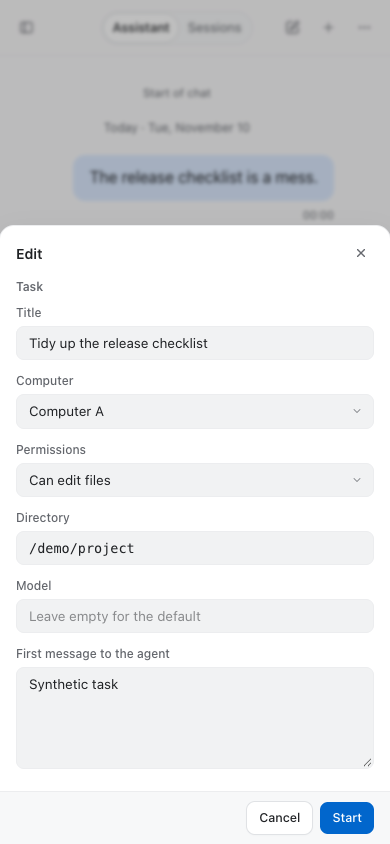 Assistant
Sessions
Start of chat
Today · Tue, November 10
The release checklist is a mess.
Edit
Task
Title
Tidy up the release checklist
Computer
Computer A
Permissions
Can edit files
Directory
/demo/project
Model
Leave empty for the default
First message to the agent
Synthetic task
Cancel
Start